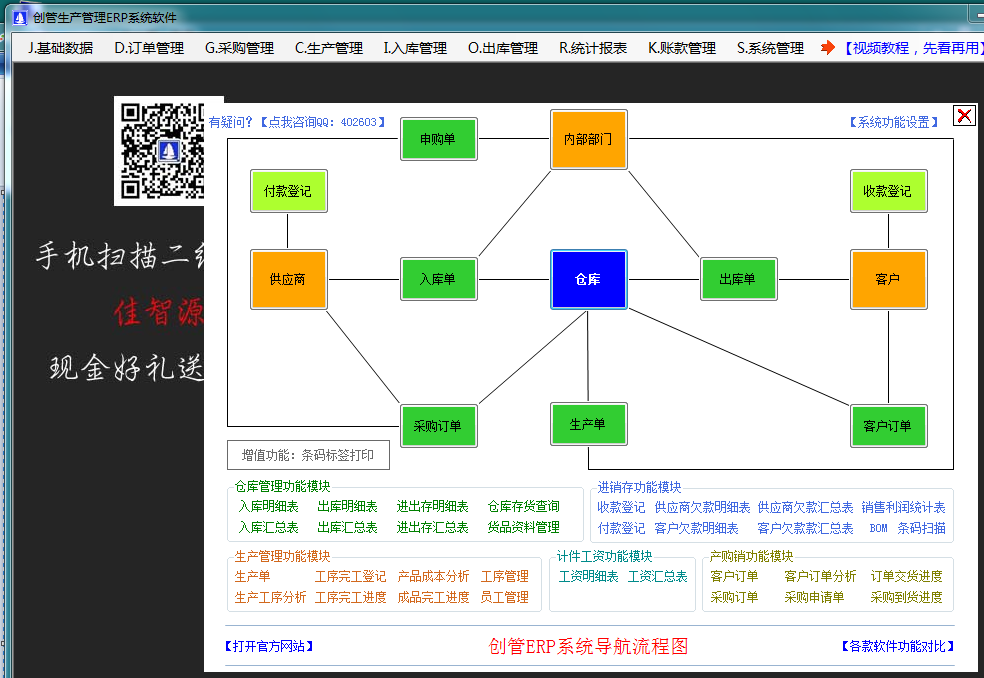 创管生产管理ERP系统软件
J.基础数据 D.订单管理 G.采购管理 C.生产管理 I.入库管理 O.出库管理 R.统计报表 K.账款管理 S.系统管理 【视频教程，先看再用】
有疑问？【点我咨询QQ：402603】
【系统功能设置】
申购单
内部部门
付款登记
收款登记
手机扫描二
供应商
入库单
仓库
出库单
客户
佳智源
现金好礼送
采购订单
生产单
客户订单
增值功能：条码标签打印
仓库管理功能模块
入库明细表 出库明细表 进出存明细表 仓库存货查询
入库汇总表 出库汇总表 进出存汇总表 货品资料管理
进销存功能模块
收款登记 供应商欠款明细表 供应商欠款汇总表 销售利润统计表
付款登记 客户欠款明细表 客户欠款款汇总表 BOM 条码扫描
生产管理功能模块
生产单 工序完工登记 产品成本分析 工序管理
生产工序分析 工序完工进度 成品完工进度 员工管理
计件工资功能模块
工资明细表 工资汇总表
产购销功能模块
客户订单 客户订单分析 订单交货进度
采购订单 采购申请单 采购到货进度
【打开官方网站】
创管ERP系统导航流程图
【各款软件功能对比】